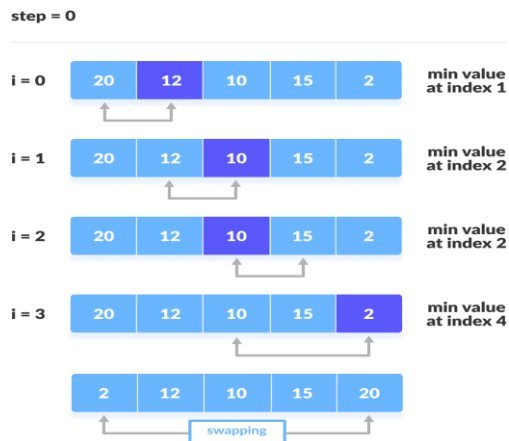 step = 0
i = 0 20 12 10 15 2 min value
at index 1
i = 1 20 12 10 15 2 min value
at index 2
i = 2 20 12 10 15 2 min value
at index 2
i = 3 20 12 10 15 2 min value
at index 4
2 12 10 15 20
swapping